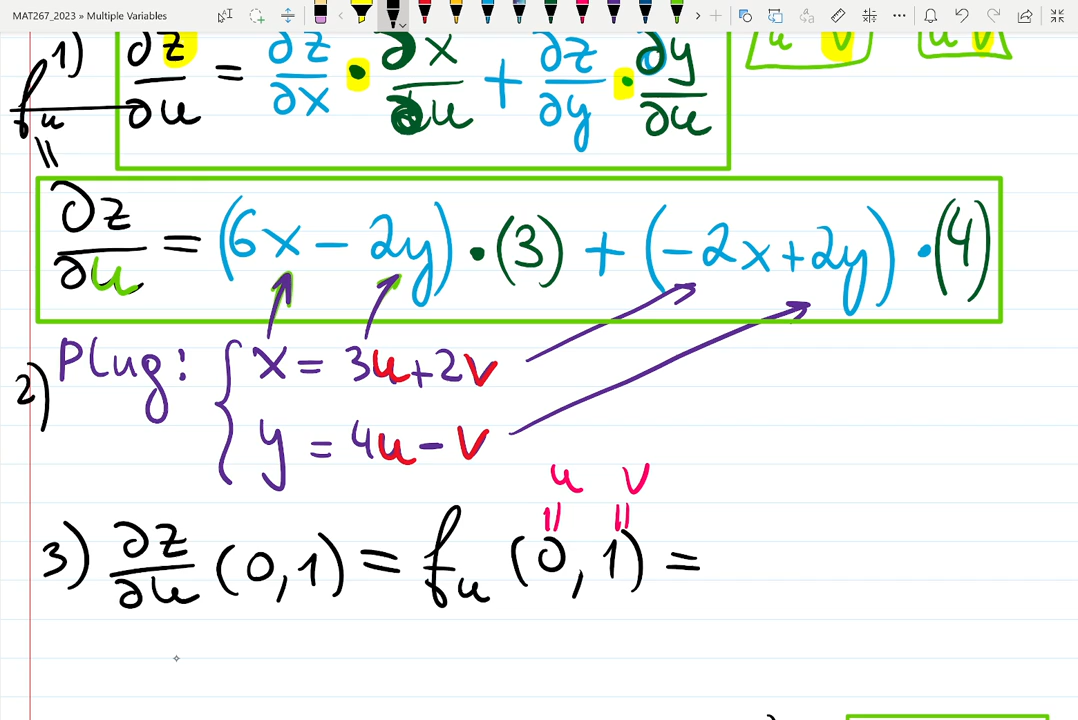 MAT267_2023 » Multiple Variables
1) ∂z/∂u = ∂z/∂x • ∂x/∂u + ∂z/∂y • ∂y/∂u
u v
u v
f_u
=
∂z/∂u = (6x − 2y) • (3) + (−2x + 2y) • (4)
2) Plug: { x = 3u + 2v
y = 4u − v
u v
= =
3) ∂z/∂u (0, 1) = f_u (0, 1) =